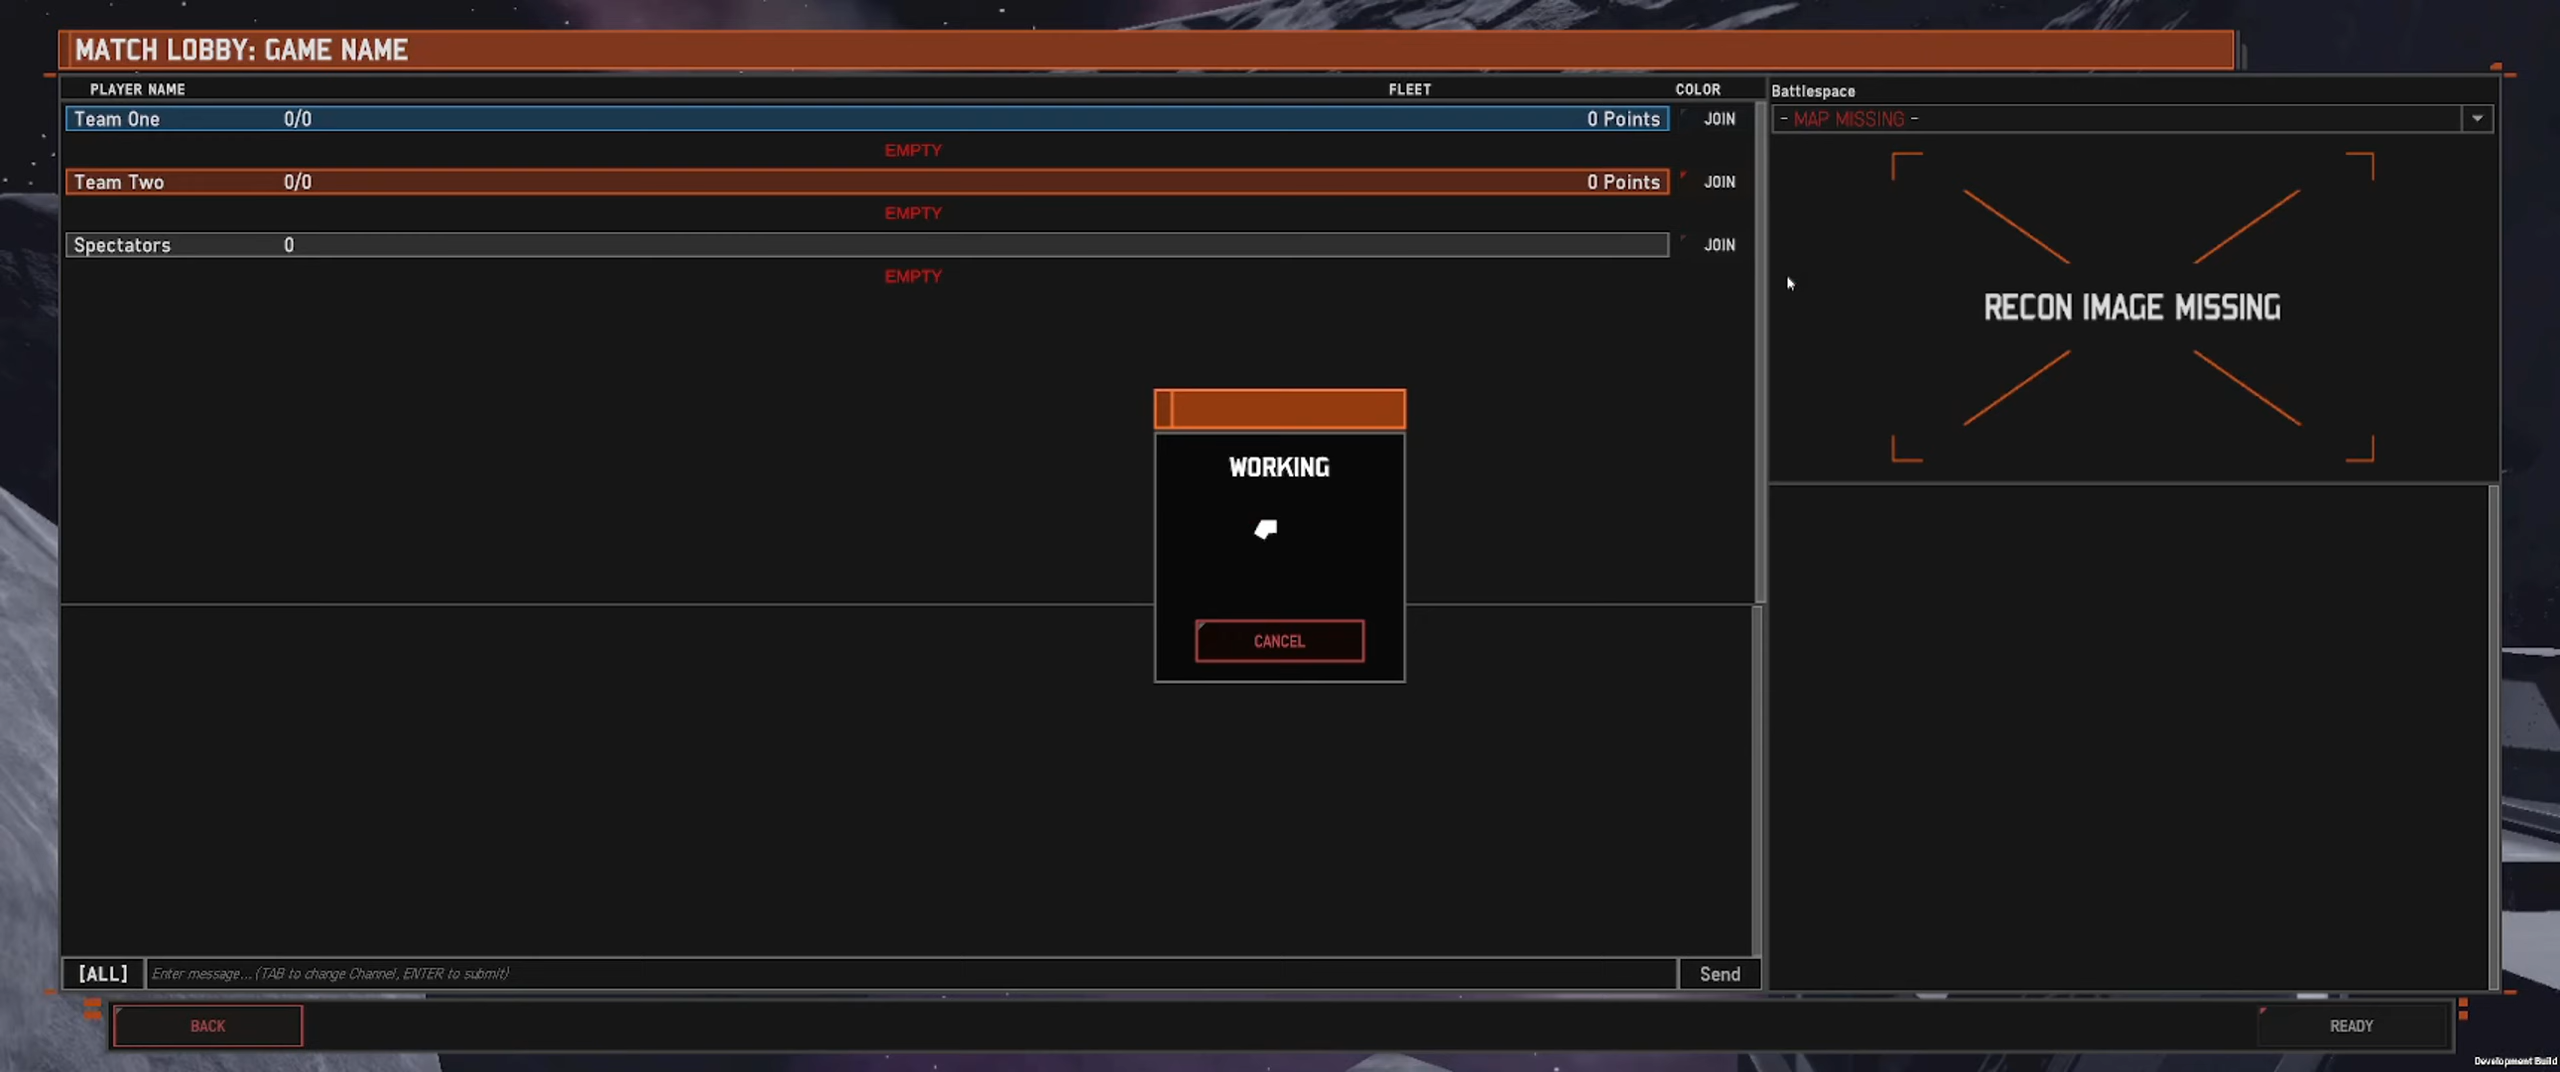 MATCH LOBBY: GAME NAME
PLAYER NAME FLEET COLOR
Team One 0/0 0 Points JOIN
EMPTY
Team Two 0/0 0 Points JOIN
EMPTY
Spectators 0 JOIN
EMPTY
Battlespace
- MAP MISSING -
RECON IMAGE MISSING
WORKING
CANCEL
[ALL] Enter message... (TAB to change Channel, ENTER to submit) Send
BACK
READY
Development Build